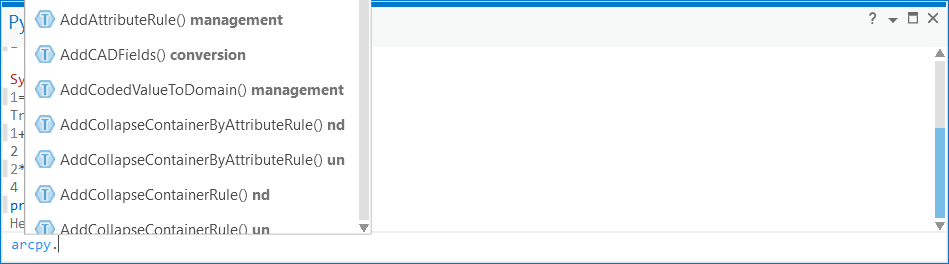 Py
AddAttributeRule() management
AddCADFields() conversion
Sy
AddCodedValueToDomain() management
1=
Tr
AddCollapseContainerByAttributeRule() nd
1+
2
AddCollapseContainerByAttributeRule() un
2*
4
AddCollapseContainerRule() nd
pr
He
AddCollapseContainerRule() un
arcpy.